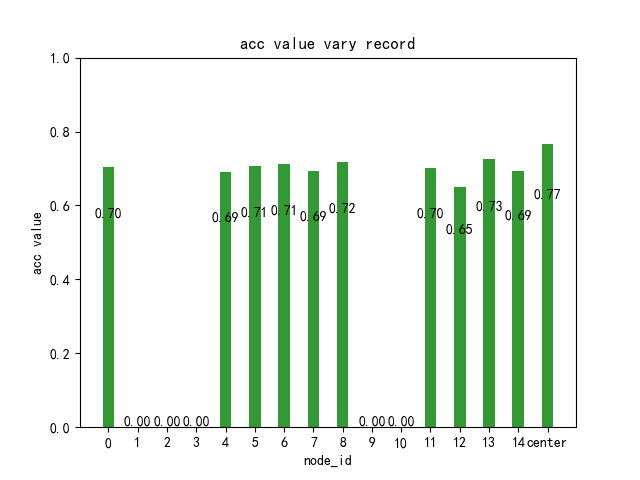 acc value vary record
acc value
1.0
0.8
0.6
0.4
0.2
0.0
0.70 0.00 0.00 0.00 0.69 0.71 0.71 0.69 0.72 0.00 0.00 0.70 0.65 0.73 0.69 0.77
0 1 2 3 4 5 6 7 8 9 10 11 12 13 14 center
node_id